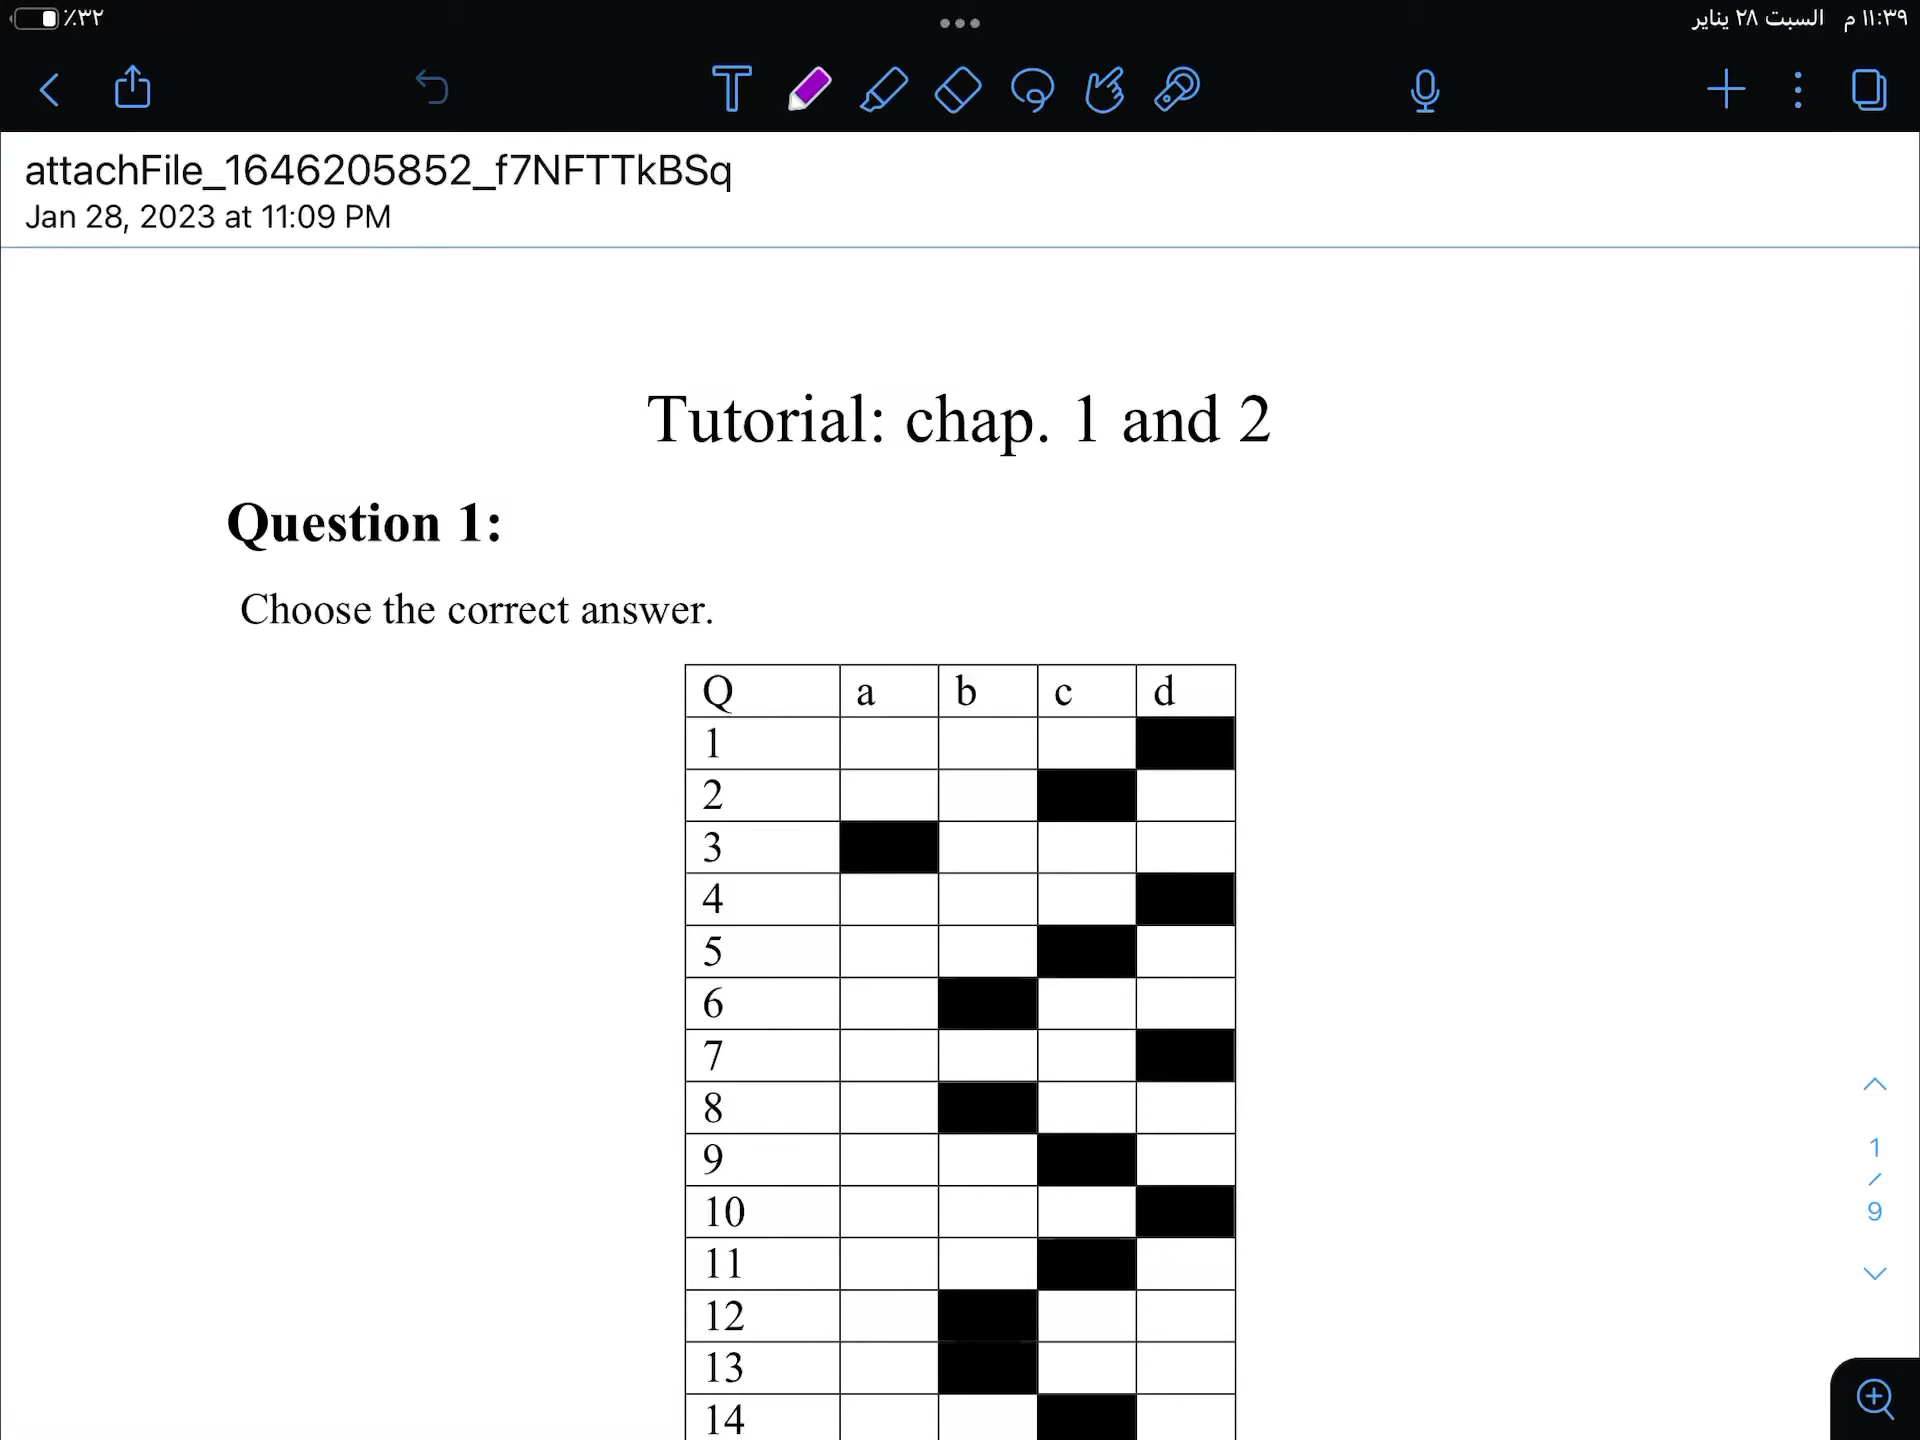 ٪٣٢
١١:٣٩ م السبت ٢٨ يناير
attachFile_1646205852_f7NFTTkBSq
Jan 28, 2023 at 11:09 PM
Tutorial: chap. 1 and 2
Question 1:
Choose the correct answer.
Q a b c d
1
2
3
4
5
6
7
8
9
10
11
12
13
14
1
/
9